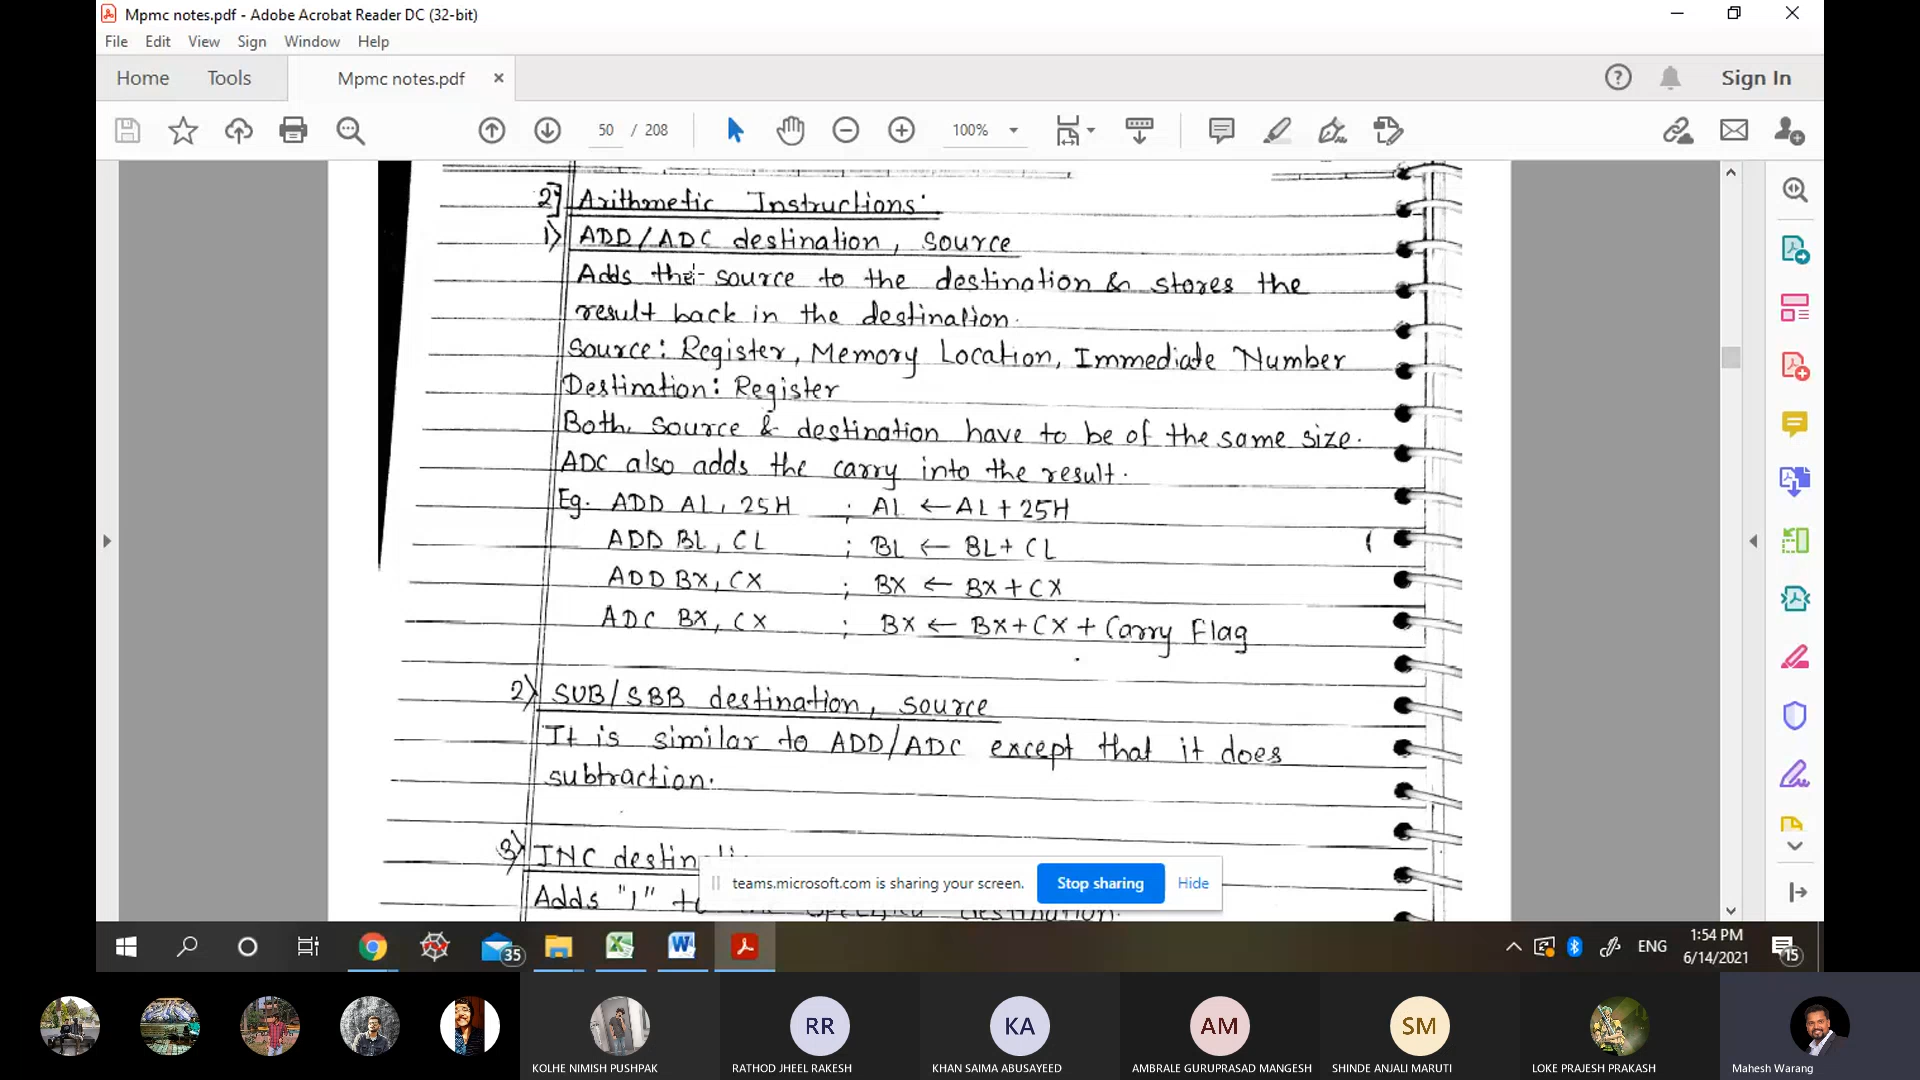 Mpmc notes.pdf - Adobe Acrobat Reader DC (32-bit)
File Edit View Sign Window Help
Home Tools Mpmc notes.pdf × Sign In
50 / 208 100%
2] Arithmetic Instructions:
1) ADD/ADC destination, source
Adds the source to the destination & stores the
result back in the destination.
Source: Register, Memory Location, Immediate Number
Destination: Register
Both source & destination have to be of the same size.
ADC also adds the carry into the result.
Eg. ADD AL, 25H ; AL ← AL + 25H
ADD BL, CL ; BL ← BL + CL
ADD BX, CX ; BX ← BX + CX
ADC BX, CX ; BX ← BX + CX + Carry Flag
2) SUB/SBB destination, source
It is similar to ADD/ADC except that it does
subtraction.
3) INC
Adds "1" specified destination.
teams.microsoft.com is sharing your screen. Stop sharing Hide
35
ENG
1:54 PM
6/14/2021
15
RR KA AM SM
KOLHE NIMISH PUSHPAK RATHOD JHEEL RAKESH KHAN SAIMA ABUSAYEED AMBRALE GURUPRASAD MANGESH SHINDE ANJALI MARUTI LOKE PRAJESH PRAKASH Mahesh Warang